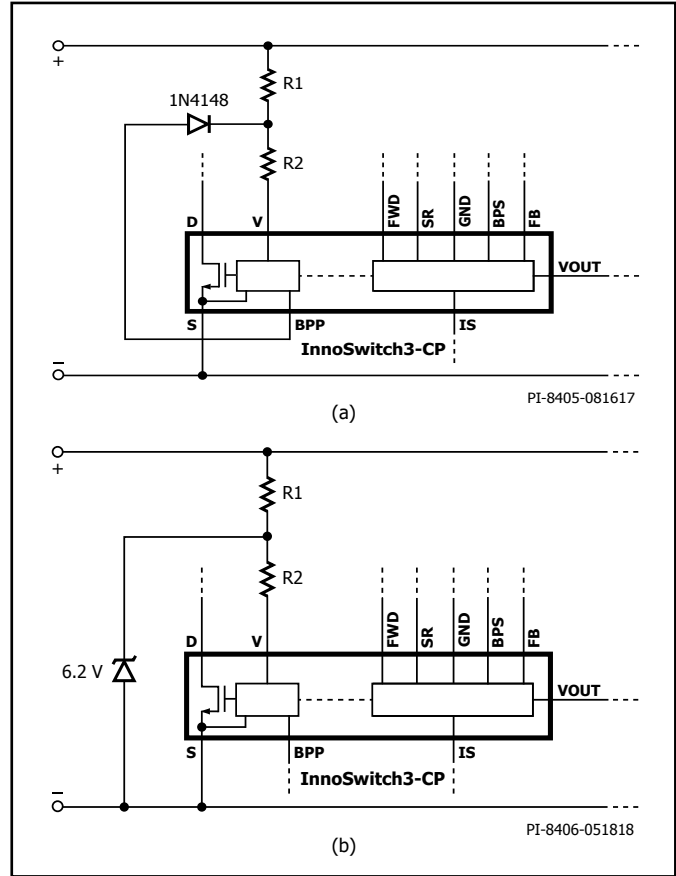 +
R1
1N4148
R2
D
V
FWD
SR
GND
BPS
FB
VOUT
S
BPP
IS
InnoSwitch3-CP
–
PI-8405-081617
(a)
+
R1
R2
D
V
FWD
SR
GND
BPS
FB
6.2 V
VOUT
S
BPP
IS
InnoSwitch3-CP
–
PI-8406-051818
(b)